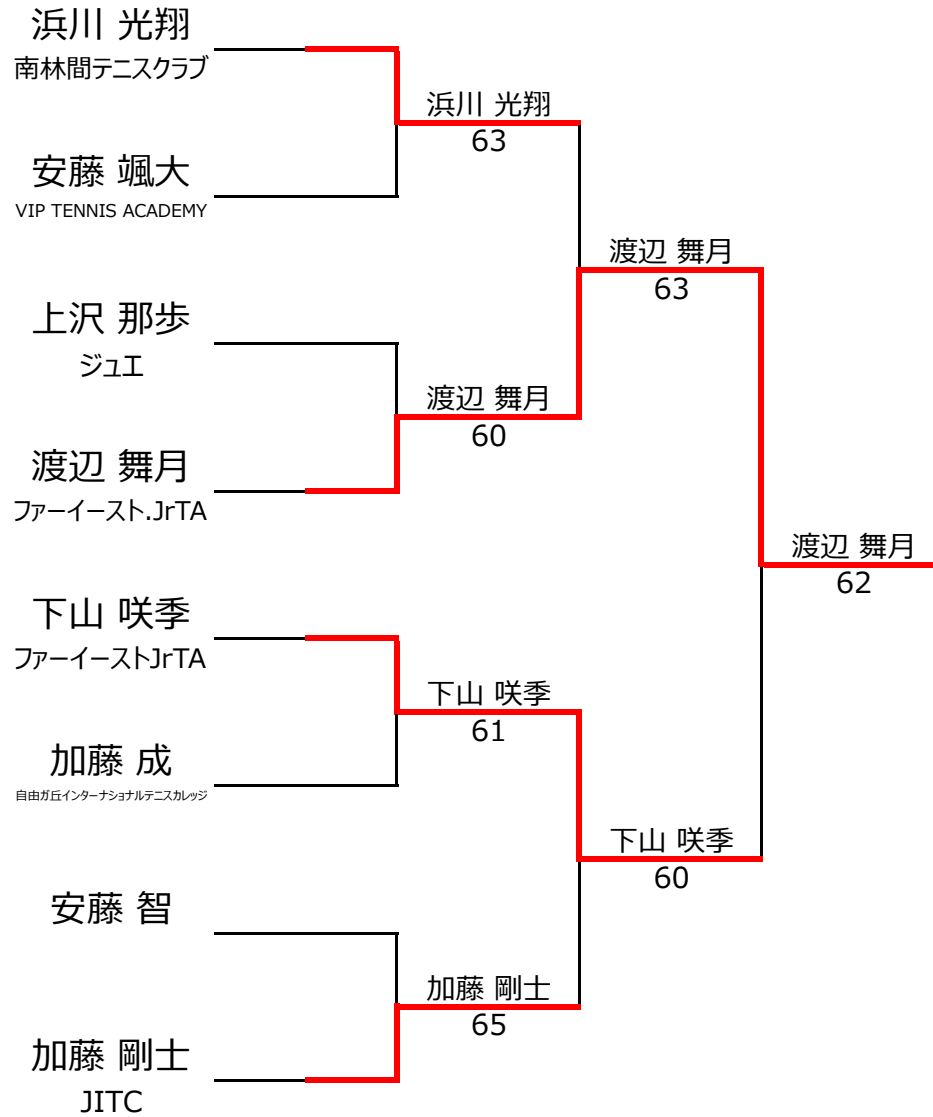 浜川 光翔
南林間テニスクラブ
浜川 光翔
63
安藤 颯大
VIP TENNIS ACADEMY
渡辺 舞月
63
上沢 那歩
ジュエ
渡辺 舞月
60
渡辺 舞月
ファーイースト.JrTA
渡辺 舞月
62
下山 咲季
ファーイーストJrTA
下山 咲季
61
加藤 成
自由ガ丘インターナショナルテニスカレッジ
下山 咲季
60
安藤 智
加藤 剛士
65
加藤 剛士
JITC